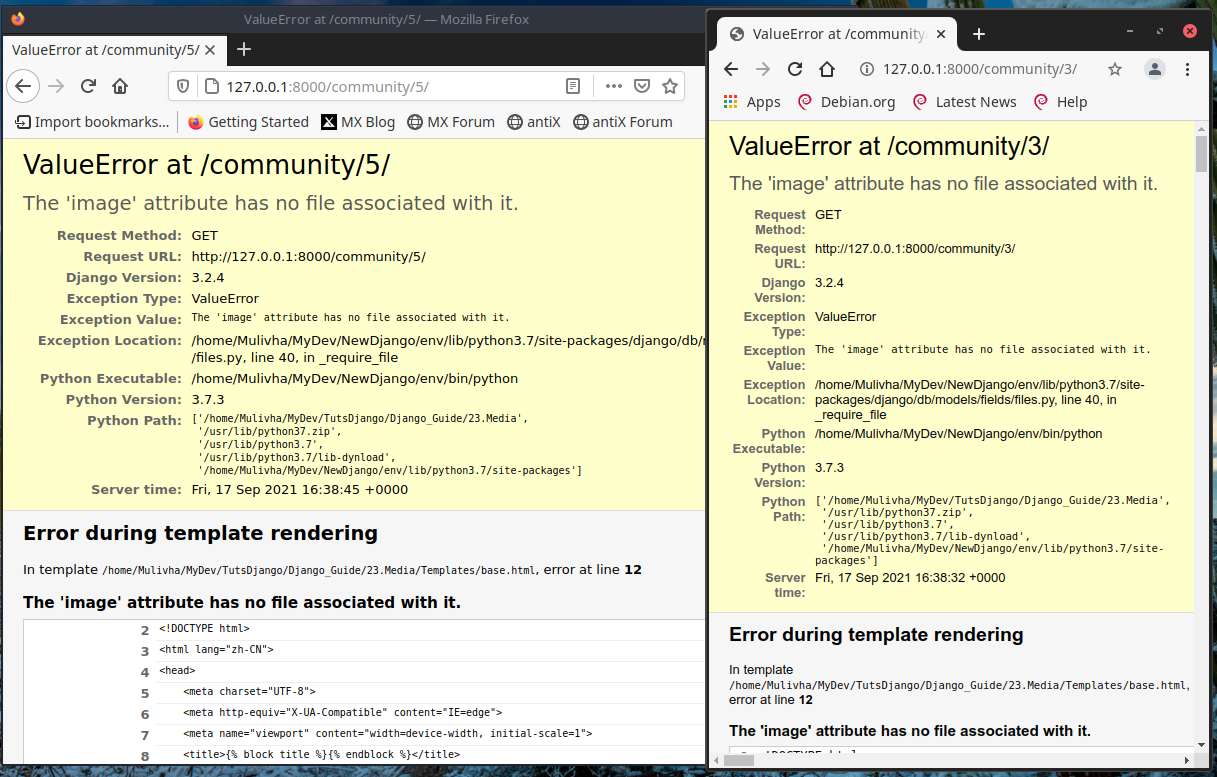 ValueError at /community/5/ — Mozilla Firefox
ValueError at /community/5/
127.0.0.1:8000/community/5/
Import bookmarks...
Getting Started
MX Blog
MX Forum
antiX
antiX Forum
ValueError at /community/5/
The 'image' attribute has no file associated with it.
Request Method: GET
Request URL: http://127.0.0.1:8000/community/5/
Django Version: 3.2.4
Exception Type: ValueError
Exception Value: The 'image' attribute has no file associated with it.
Exception Location: /home/Mulivha/MyDev/NewDjango/env/lib/python3.7/site-packages/django/db/
/files.py, line 40, in _require_file
Python Executable: /home/Mulivha/MyDev/NewDjango/env/bin/python
Python Version: 3.7.3
Python Path: ['/home/Mulivha/MyDev/TutsDjango/Django_Guide/23.Media',
'/usr/lib/python37.zip',
'/usr/lib/python3.7',
'/usr/lib/python3.7/lib-dynload',
'/home/Mulivha/MyDev/NewDjango/env/lib/python3.7/site-packages']
Server time: Fri, 17 Sep 2021 16:38:45 +0000
Error during template rendering
In template /home/Mulivha/MyDev/TutsDjango/Django_Guide/23.Media/Templates/base.html, error at line 12
The 'image' attribute has no file associated with it.
2 <!DOCTYPE html>
3 <html lang="zh-CN">
4 <head>
5 <meta charset="UTF-8">
6 <meta http-equiv="X-UA-Compatible" content="IE=edge">
7 <meta name="viewport" content="width=device-width, initial-scale=1">
8 <title>{% block title %}{% endblock %}</title>
ValueError at /community
127.0.0.1:8000/community/3/
Apps
Debian.org
Latest News
Help
ValueError at /community/3/
The 'image' attribute has no file associated with it.
Request GET
Method:
Request http://127.0.0.1:8000/community/3/
URL:
Django 3.2.4
Version:
Exception ValueError
Type:
Exception The 'image' attribute has no file associated with it.
Value:
Exception /home/Mulivha/MyDev/NewDjango/env/lib/python3.7/site-
Location: packages/django/db/models/fields/files.py, line 40, in
_require_file
Python /home/Mulivha/MyDev/NewDjango/env/bin/python
Executable:
Python 3.7.3
Version:
Python ['/home/Mulivha/MyDev/TutsDjango/Django_Guide/23.Media',
Path: '/usr/lib/python37.zip',
'/usr/lib/python3.7',
'/usr/lib/python3.7/lib-dynload',
'/home/Mulivha/MyDev/NewDjango/env/lib/python3.7/site-
packages']
Server Fri, 17 Sep 2021 16:38:32 +0000
time:
Error during template rendering
In template
/home/Mulivha/MyDev/TutsDjango/Django_Guide/23.Media/Templates/base.html,
error at line 12
The 'image' attribute has no file associated with it.